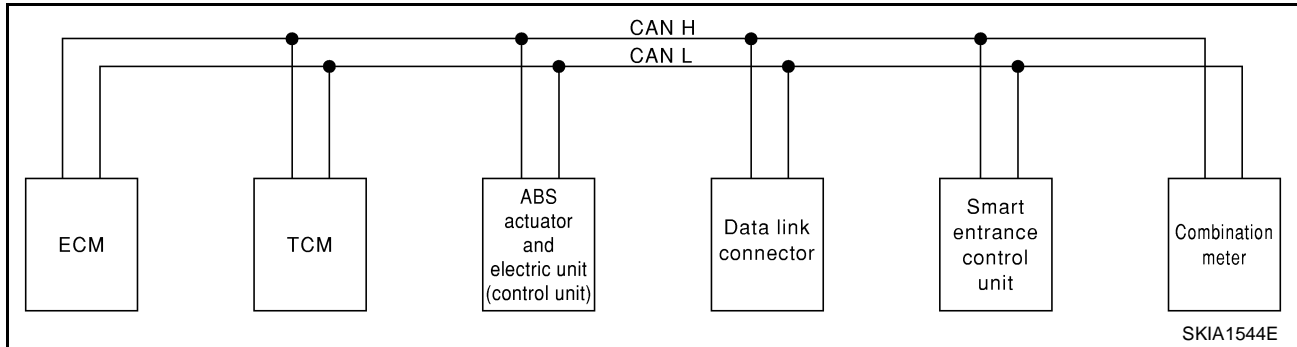 CAN H
CAN L
ECM
TCM
ABS
actuator
and
electric unit
(control unit)
Data link
connector
Smart
entrance
control
unit
Combination
meter
SKIA1544E